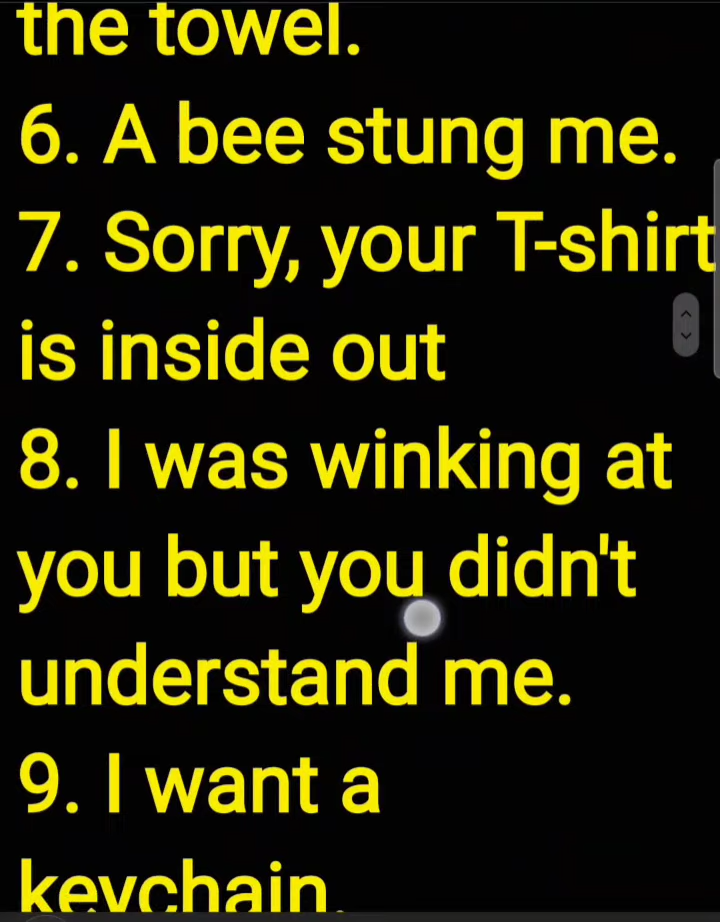 the towel.
6. A bee stung me.
7. Sorry, your T-shirt
is inside out
8. I was winking at
you but you didn't
understand me.
9. I want a
keychain.